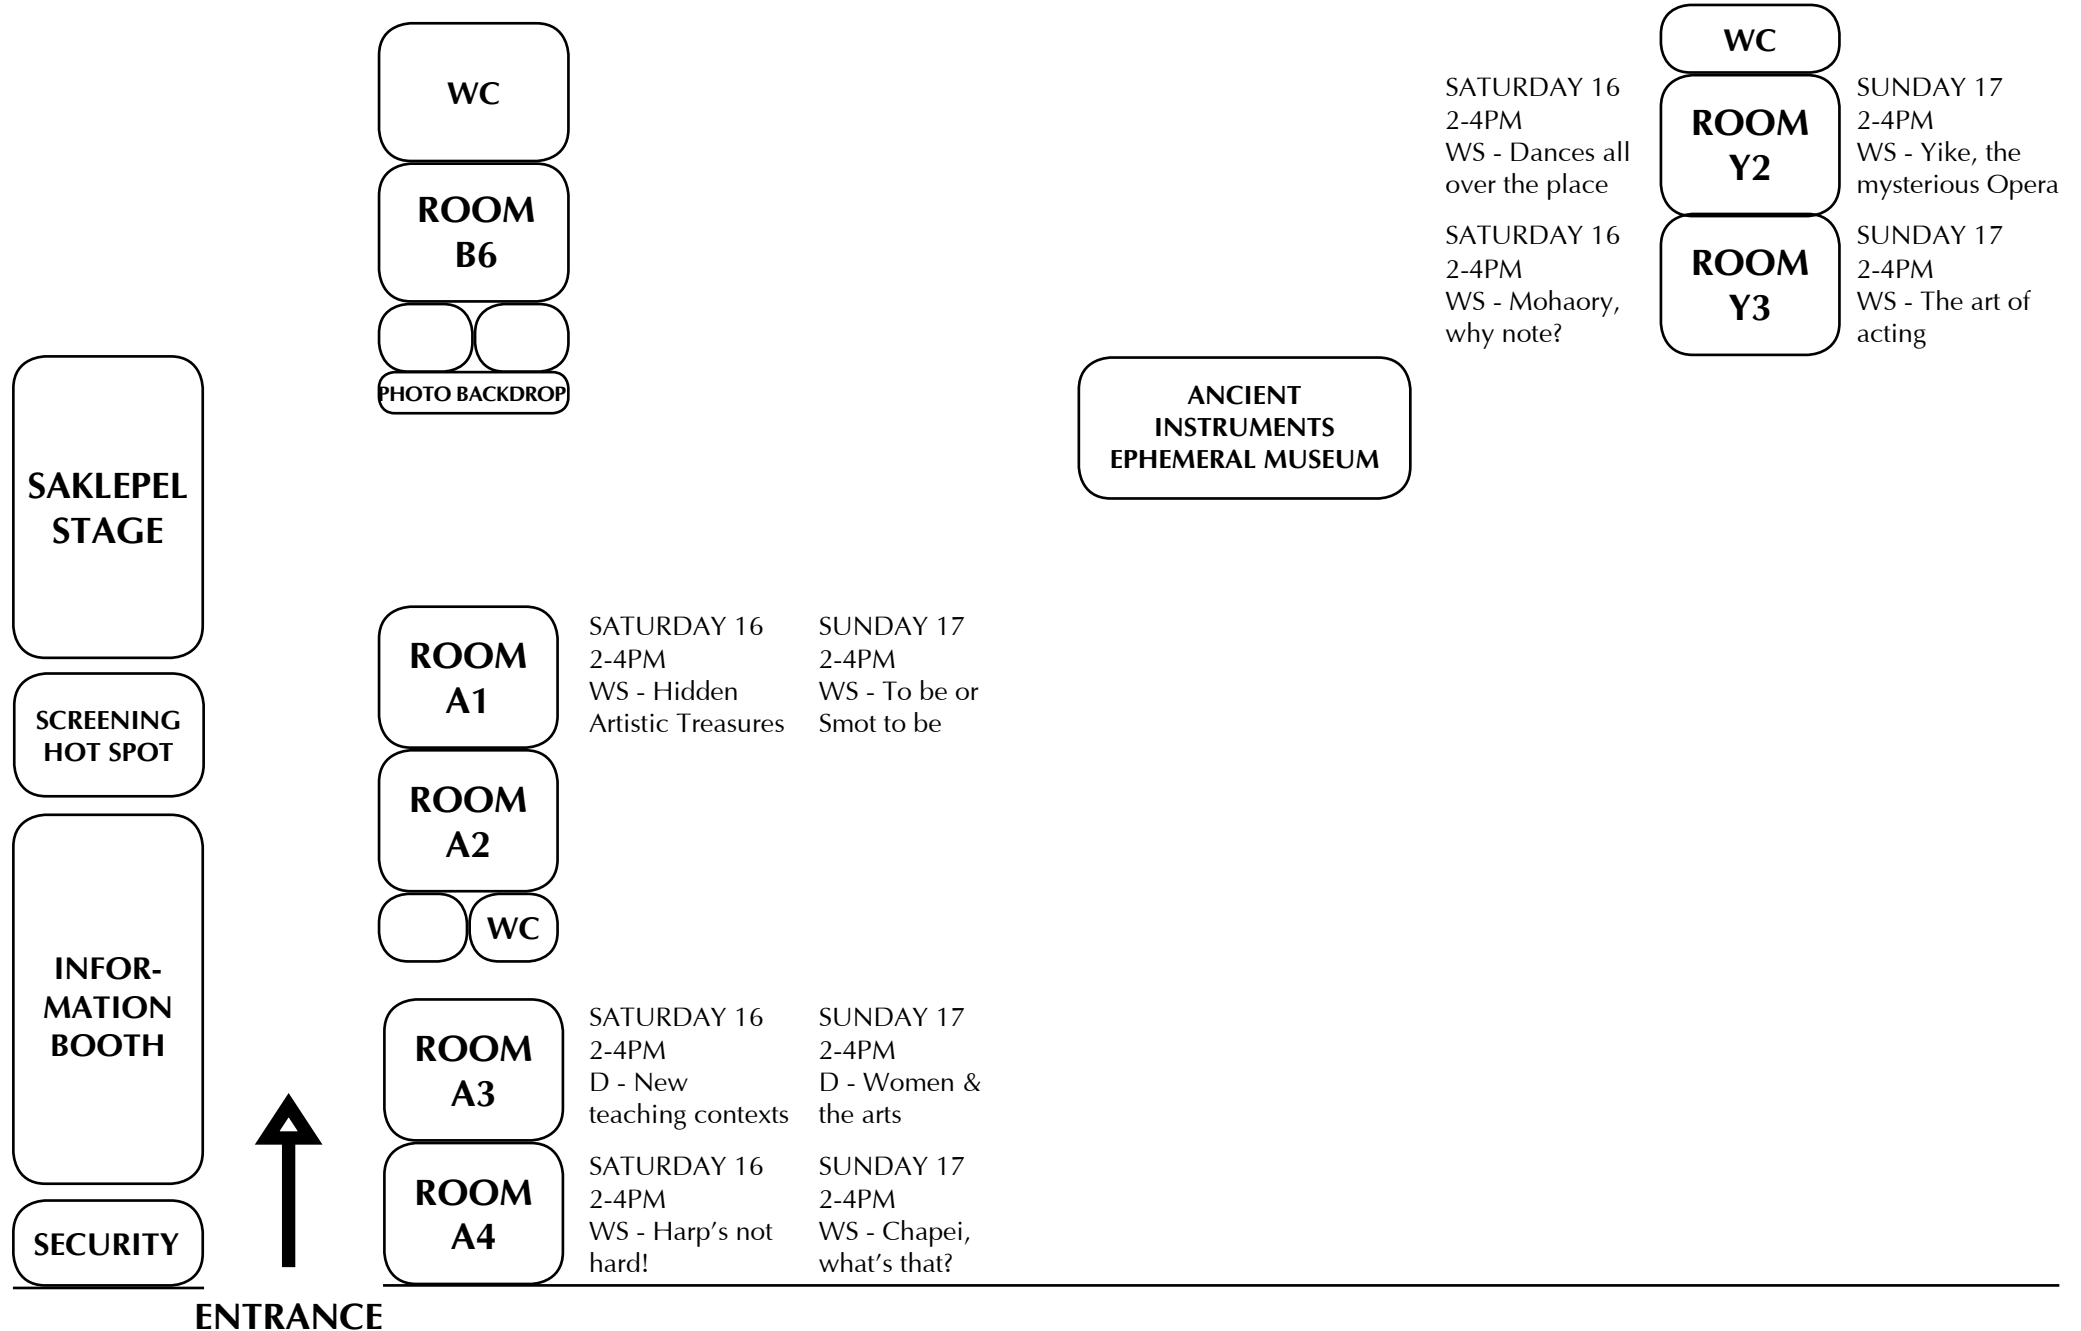 WC
ROOM
B6
PHOTO BACKDROP
WC
SATURDAY 16
2-4PM
WS - Dances all
over the place
ROOM
Y2
SUNDAY 17
2-4PM
WS - Yike, the
mysterious Opera
SATURDAY 16
2-4PM
WS - Mohaory,
why note?
ROOM
Y3
SUNDAY 17
2-4PM
WS - The art of
acting
SAKLEPEL
STAGE
ANCIENT
INSTRUMENTS
EPHEMERAL MUSEUM
SCREENING
HOT SPOT
ROOM
A1
SATURDAY 16
2-4PM
WS - Hidden
Artistic Treasures
SUNDAY 17
2-4PM
WS - To be or
Smot to be
ROOM
A2
WC
INFOR-
MATION
BOOTH
ROOM
A3
SATURDAY 16
2-4PM
D - New
teaching contexts
SUNDAY 17
2-4PM
D - Women &
the arts
SECURITY
ROOM
A4
SATURDAY 16
2-4PM
WS - Harp's not
hard!
SUNDAY 17
2-4PM
WS - Chapei,
what's that?
ENTRANCE